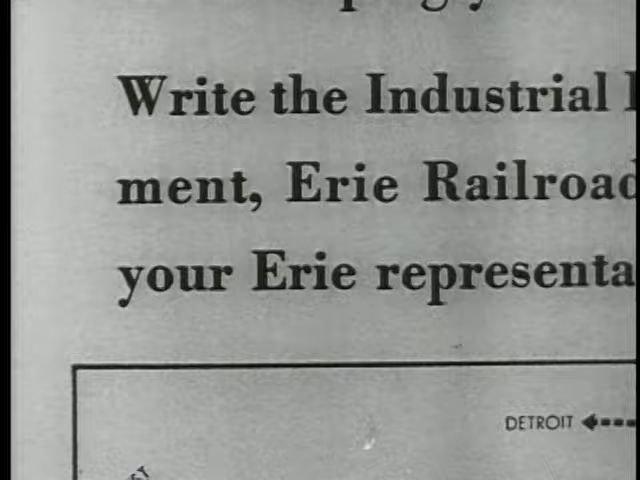 Write the Industrial
ment, Erie Railroad
your Erie representa
DETROIT